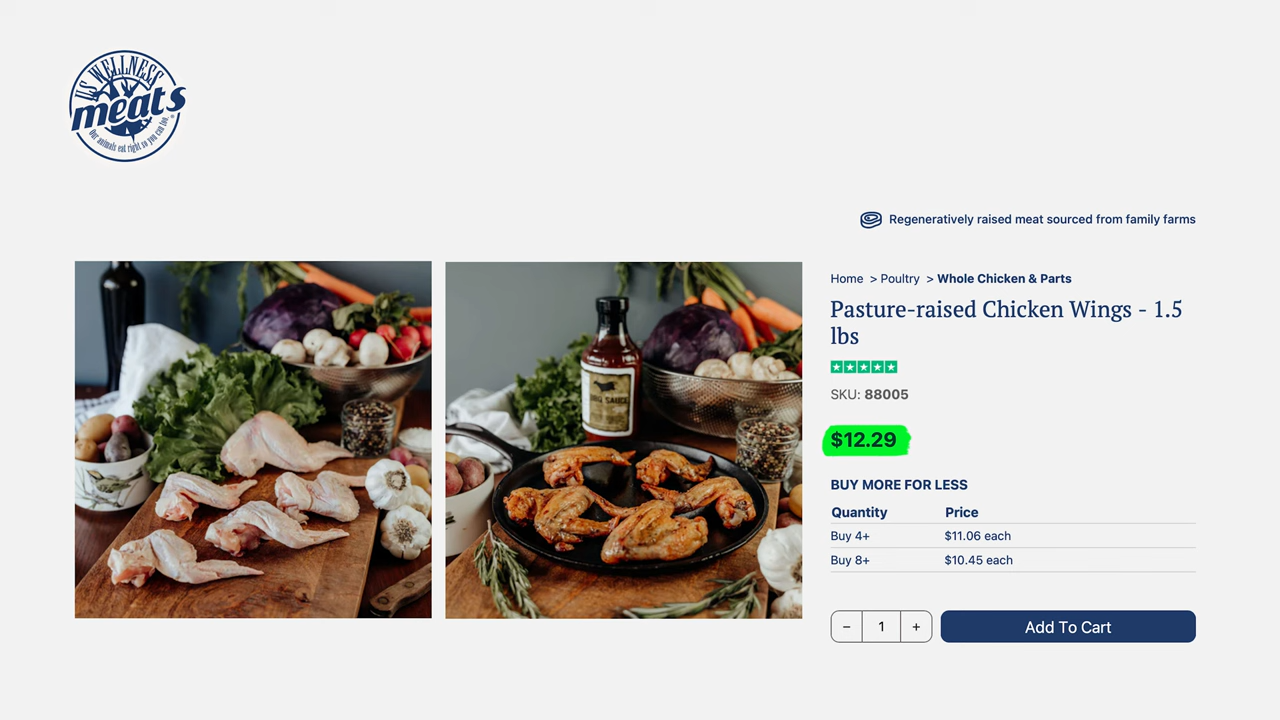 US WELLNESS
meats
Our animals eat right so you can too.
Regeneratively raised meat sourced from family farms
Home > Poultry > Whole Chicken & Parts
Pasture-raised Chicken Wings - 1.5
lbs
SKU: 88005
BBQ SAUCE
$12.29
BUY MORE FOR LESS
Quantity Price
Buy 4+ $11.06 each
Buy 8+ $10.45 each
− 1 + Add To Cart